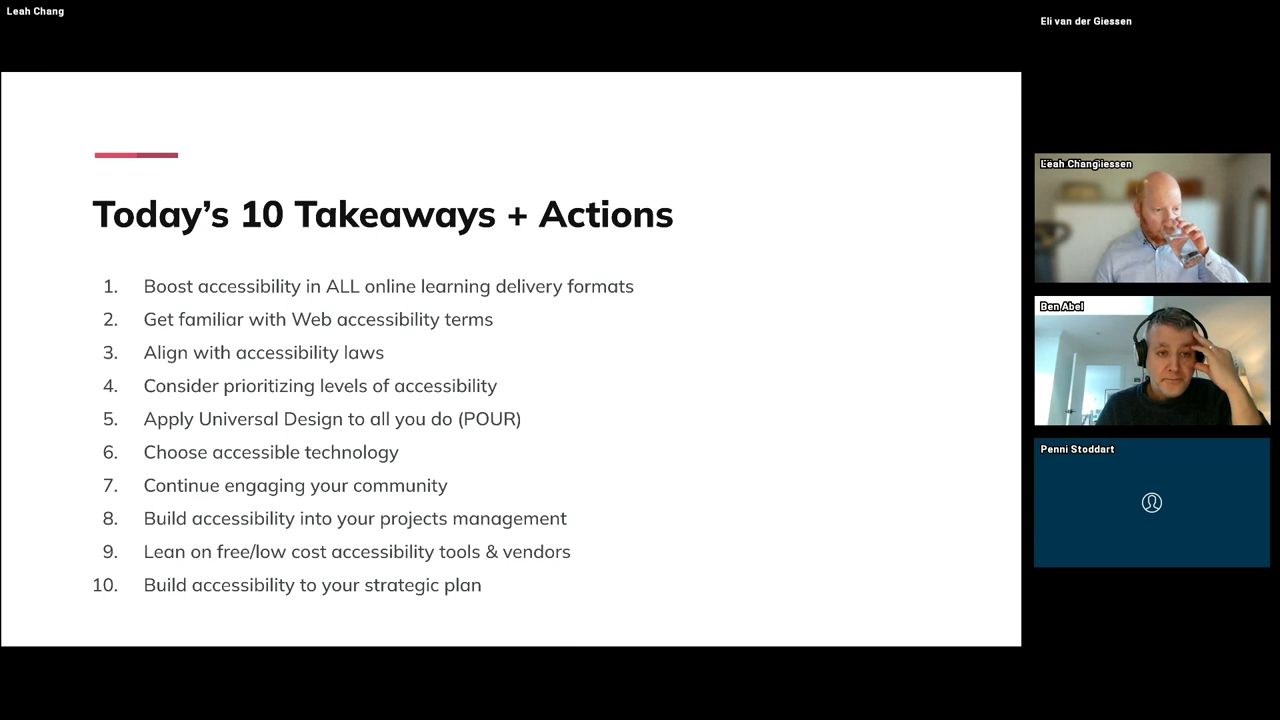 Leah Chang
Eli van der Giessen
Today's 10 Takeaways + Actions
1. Boost accessibility in ALL online learning delivery formats
2. Get familiar with Web accessibility terms
3. Align with accessibility laws
4. Consider prioritizing levels of accessibility
5. Apply Universal Design to all you do (POUR)
6. Choose accessible technology
7. Continue engaging your community
8. Build accessibility into your projects management
9. Lean on free/low cost accessibility tools & vendors
10. Build accessibility to your strategic plan
Leah Chang
Ben Abel
Penni Stoddart